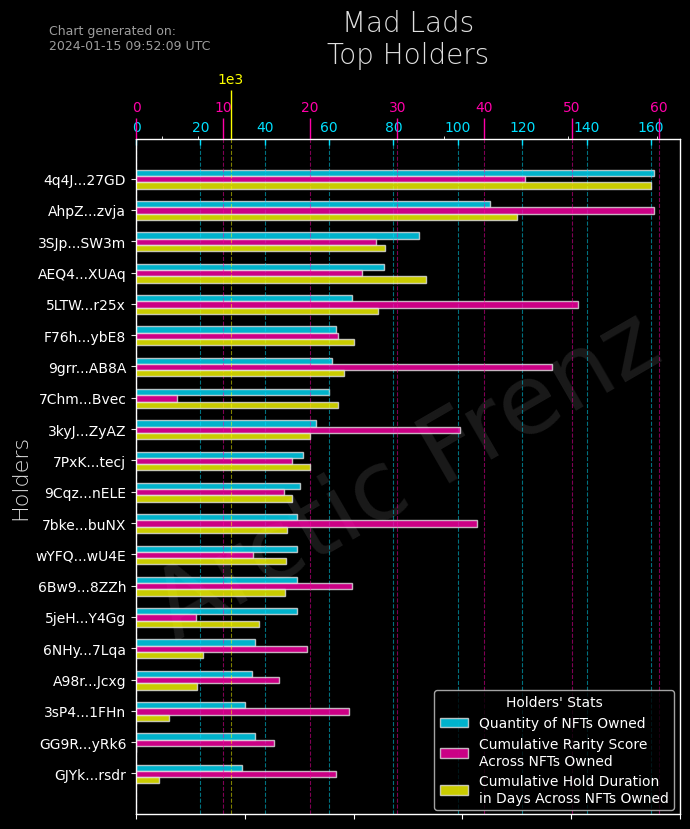 Chart generated on:
2024-01-15 09:52:09 UTC
Mad Lads
Top Holders
1e3
0 10 20 30 40 50 60
0 20 40 60 80 100 120 140 160
4q4J...27GD
AhpZ...zvja
3SJp...SW3m
AEQ4...XUAq
5LTW...r25x
F76h...ybE8
9grr...AB8A
7Chm...Bvec
3kyJ...ZyAZ
7PxK...tecj
9Cqz...nELE
7bke...buNX
wYFQ...wU4E
6Bw9...8ZZh
5jeH...Y4Gg
6NHy...7Lqa
A98r...Jcxg
3sP4...1FHn
GG9R...yRk6
GJYk...rsdr
Holders
Arctic Frenz
Holders' Stats
Quantity of NFTs Owned
Cumulative Rarity Score
Across NFTs Owned
Cumulative Hold Duration
in Days Across NFTs Owned